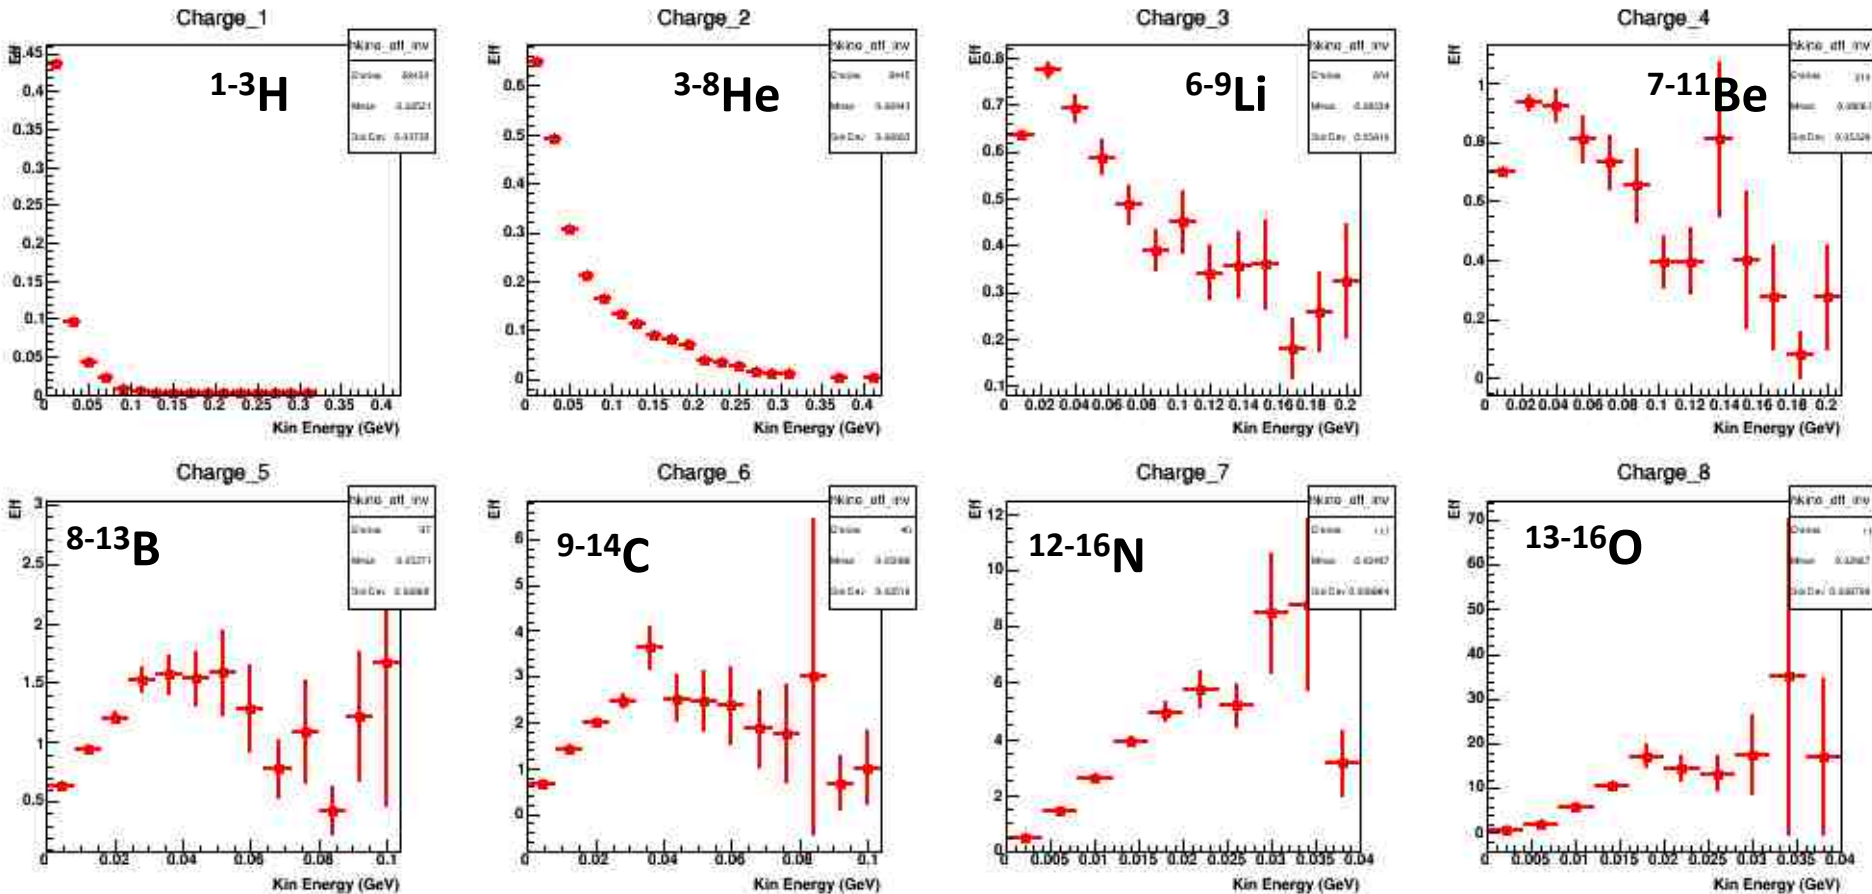 Charge_1
Eff
hkine_eff_inv
1-3H
0.45
0.4
0.35
0.3
0.25
0.2
0.15
0.1
0.05
0
0 0.05 0.1 0.15 0.2 0.25 0.3 0.35 0.4
Kin Energy (GeV)
Charge_2
Eff
hkine_eff_inv
3-8He
0.6
0.5
0.4
0.3
0.2
0.1
0
0 0.05 0.1 0.15 0.2 0.25 0.3 0.35 0.4
Kin Energy (GeV)
Charge_3
Eff
hkine_eff_inv
6-9Li
0.8
0.7
0.6
0.5
0.4
0.3
0.2
0.1
0 0.02 0.04 0.06 0.08 0.1 0.12 0.14 0.16 0.18 0.2
Kin Energy (GeV)
Charge_4
Eff
hkine_eff_inv
7-11Be
1
0.8
0.6
0.4
0.2
0
0 0.02 0.04 0.06 0.08 0.1 0.12 0.14 0.16 0.18 0.2
Kin Energy (GeV)
Charge_5
Eff
hkine_eff_inv
8-13B
3
2.5
2
1.5
1
0.5
0 0.02 0.04 0.06 0.08 0.1
Kin Energy (GeV)
Charge_6
Eff
hkine_eff_inv
9-14C
6
5
4
3
2
1
0
0 0.02 0.04 0.06 0.08 0.1
Kin Energy (GeV)
Charge_7
Eff
hkine_eff_inv
12-16N
12
10
8
6
4
2
0
0 0.005 0.01 0.015 0.02 0.025 0.03 0.035 0.04
Kin Energy (GeV)
Charge_8
Eff
hkine_eff_inv
13-16O
70
60
50
40
30
20
10
0
0 0.005 0.01 0.015 0.02 0.025 0.03 0.035 0.04
Kin Energy (GeV)